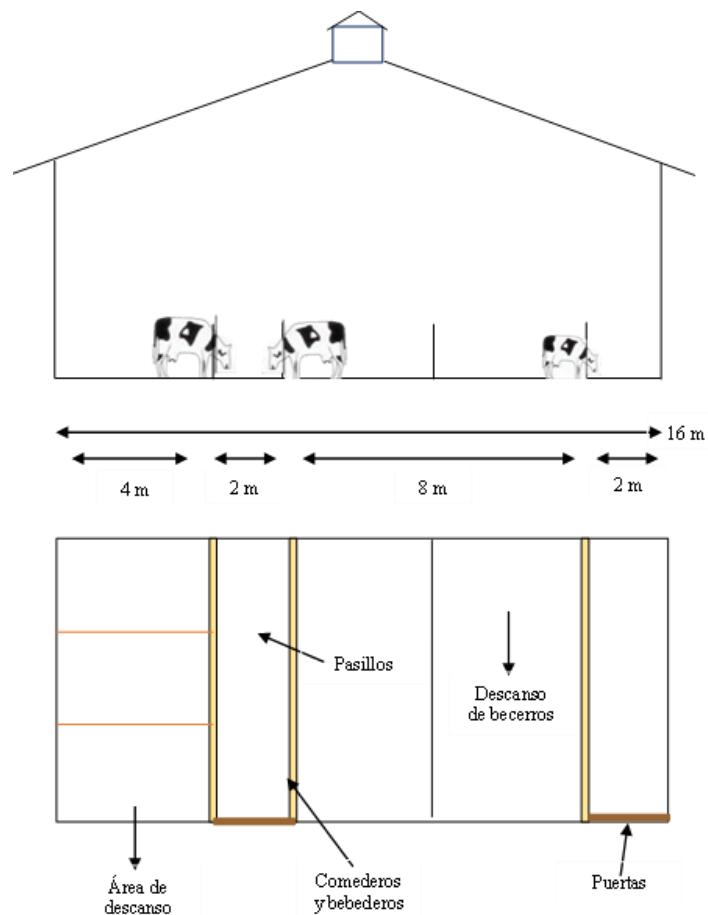 16 m
4 m
2 m
8 m
2 m
Pasillos
Descanso
de becerros
Área de
descanso
Comederos
y bebederos
Puertas